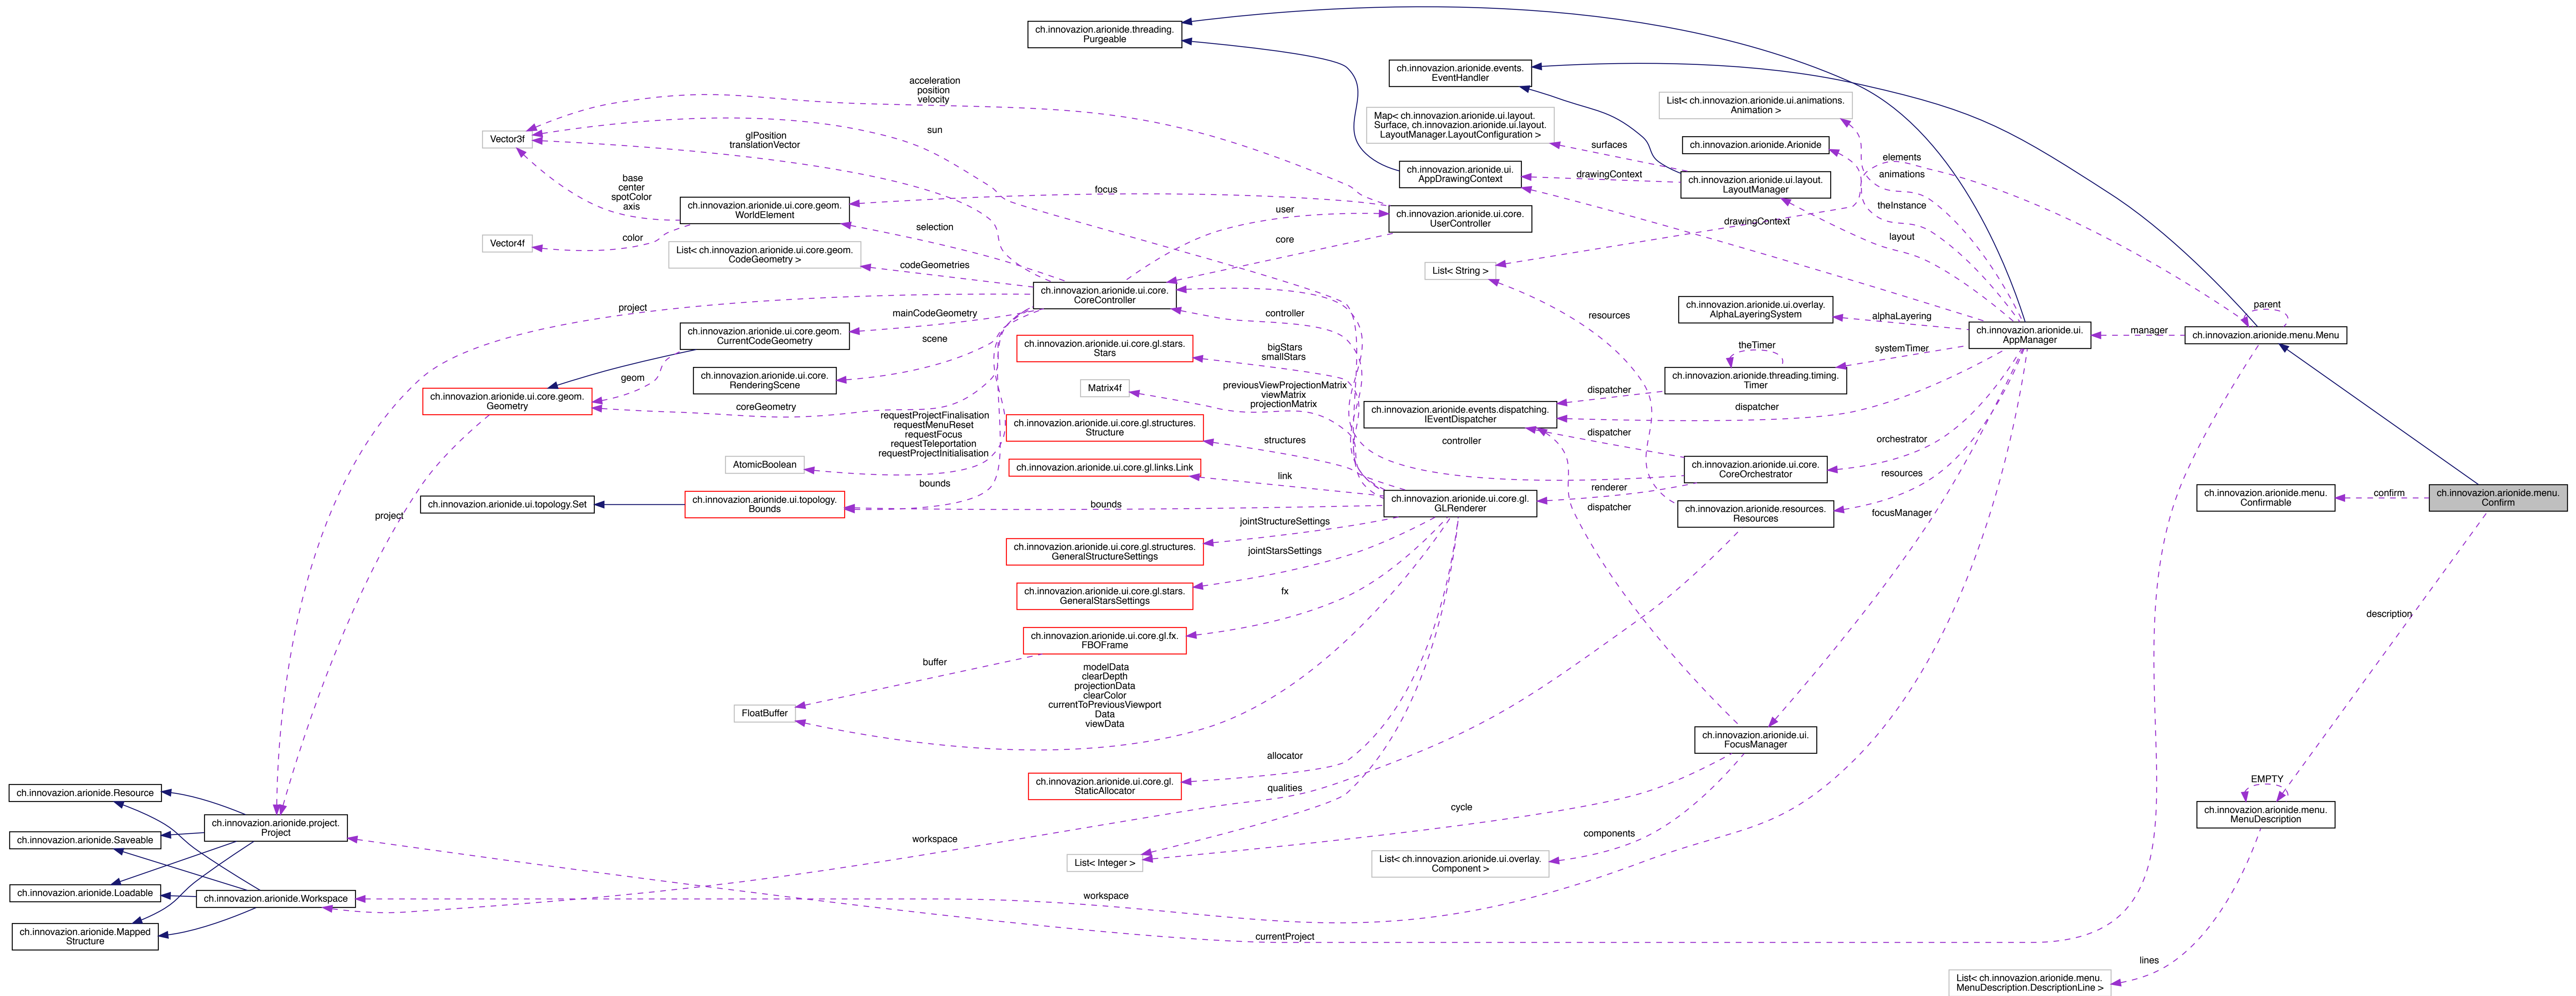 ch.innovazion.arionide.threading.
Purgeable
ch.innovazion.arionide.events.
EventHandler
acceleration
position
velocity
List< ch.innovazion.arionide.ui.animations.
Animation >
Map< ch.innovazion.arionide.ui.layout.
Surface, ch.innovazion.arionide.ui.layout.
LayoutManager.LayoutConfiguration >
sun
Vector3f
glPosition
translationVector
surfaces
ch.innovazion.arionide.Arionide
elements
animations
ch.innovazion.arionide.ui.
AppDrawingContext
drawingContext
ch.innovazion.arionide.ui.layout.
LayoutManager
base
center
spotColor
axis
focus
ch.innovazion.arionide.ui.core.geom.
WorldElement
user
ch.innovazion.arionide.ui.core.
UserController
theInstance
drawingContext
selection
color
Vector4f
core
layout
List< ch.innovazion.arionide.ui.core.geom.
CodeGeometry >
codeGeometries
List< String >
ch.innovazion.arionide.ui.core.
CoreController
project
mainCodeGeometry
controller
resources
ch.innovazion.arionide.ui.overlay.
AlphaLayeringSystem
alphaLayering
parent
ch.innovazion.arionide.ui.core.geom.
CurrentCodeGeometry
scene
ch.innovazion.arionide.ui.core.gl.stars.
Stars
bigStars
smallStars
theTimer
systemTimer
ch.innovazion.arionide.ui.
AppManager
manager
ch.innovazion.arionide.menu.Menu
geom
ch.innovazion.arionide.ui.core.
RenderingScene
Matrix4f
previousViewProjectionMatrix
viewMatrix
projectionMatrix
dispatcher
ch.innovazion.arionide.threading.timing.
Timer
ch.innovazion.arionide.ui.core.geom.
Geometry
coreGeometry
ch.innovazion.arionide.events.dispatching.
IEventDispatcher
dispatcher
requestProjectFinalisation
requestMenuReset
requestFocus
requestTeleportation
requestProjectInitialisation
ch.innovazion.arionide.ui.core.gl.structures.
Structure
structures
controller
dispatcher
orchestrator
AtomicBoolean
ch.innovazion.arionide.ui.core.gl.links.Link
link
ch.innovazion.arionide.ui.core.
CoreOrchestrator
resources
bounds
renderer
ch.innovazion.arionide.menu.
Confirmable
confirm
ch.innovazion.arionide.menu.
Confirm
ch.innovazion.arionide.ui.topology.Set
ch.innovazion.arionide.ui.topology.
Bounds
bounds
ch.innovazion.arionide.ui.core.gl.
GLRenderer
dispatcher
ch.innovazion.arionide.resources.
Resources
focusManager
project
jointStructureSettings
ch.innovazion.arionide.ui.core.gl.structures.
GeneralStructureSettings
jointStarsSettings
ch.innovazion.arionide.ui.core.gl.stars.
GeneralStarsSettings
fx
description
ch.innovazion.arionide.ui.core.gl.fx.
FBOFrame
buffer
modelData
clearDepth
projectionData
clearColor
currentToPreviousViewport
Data
viewData
FloatBuffer
ch.innovazion.arionide.ui.
FocusManager
allocator
ch.innovazion.arionide.ui.core.gl.
StaticAllocator
qualities
EMPTY
ch.innovazion.arionide.Resource
cycle
ch.innovazion.arionide.menu.
MenuDescription
ch.innovazion.arionide.project.
Project
ch.innovazion.arionide.Saveable
workspace
components
List< Integer >
List< ch.innovazion.arionide.ui.overlay.
Component >
ch.innovazion.arionide.Loadable
ch.innovazion.arionide.Workspace
workspace
ch.innovazion.arionide.Mapped
Structure
currentProject
lines
List< ch.innovazion.arionide.menu.
MenuDescription.DescriptionLine >